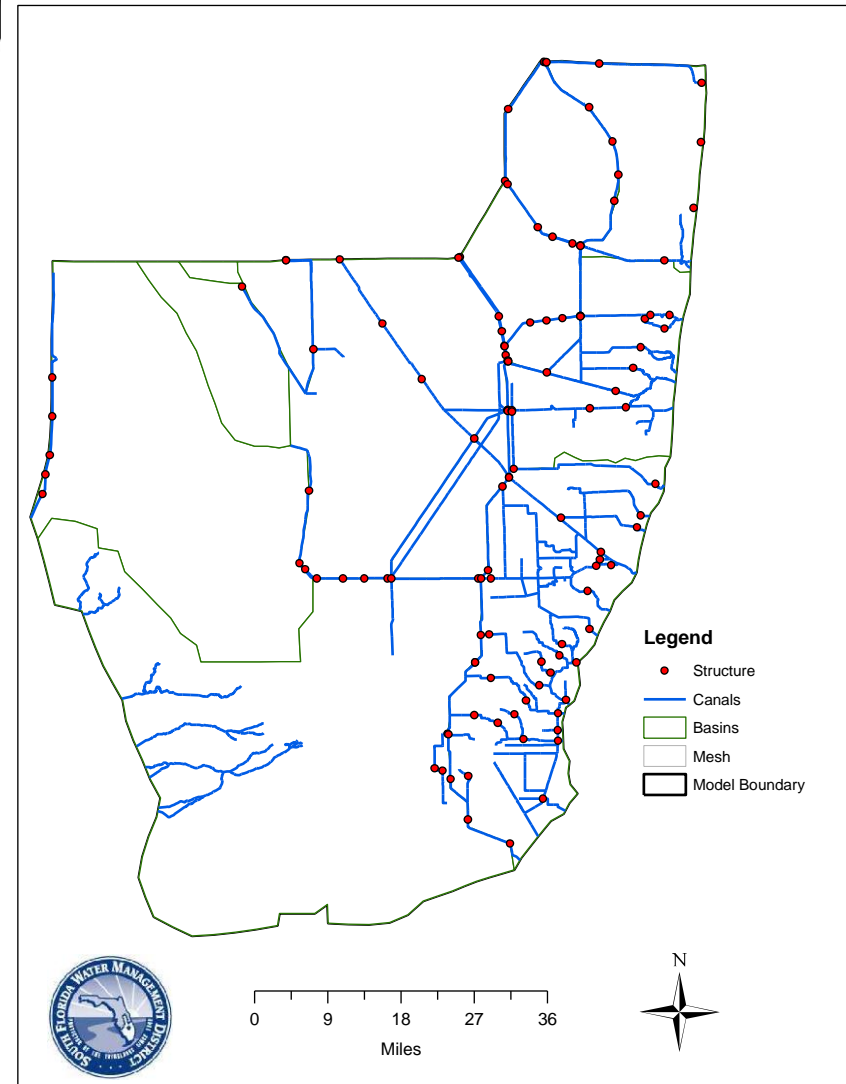 Legend
Structure
Canals
Basins
Mesh
Model Boundary
N
SOUTH FLORIDA WATER MANAGEMENT DISTRICT
0 9 18 27 36
Miles